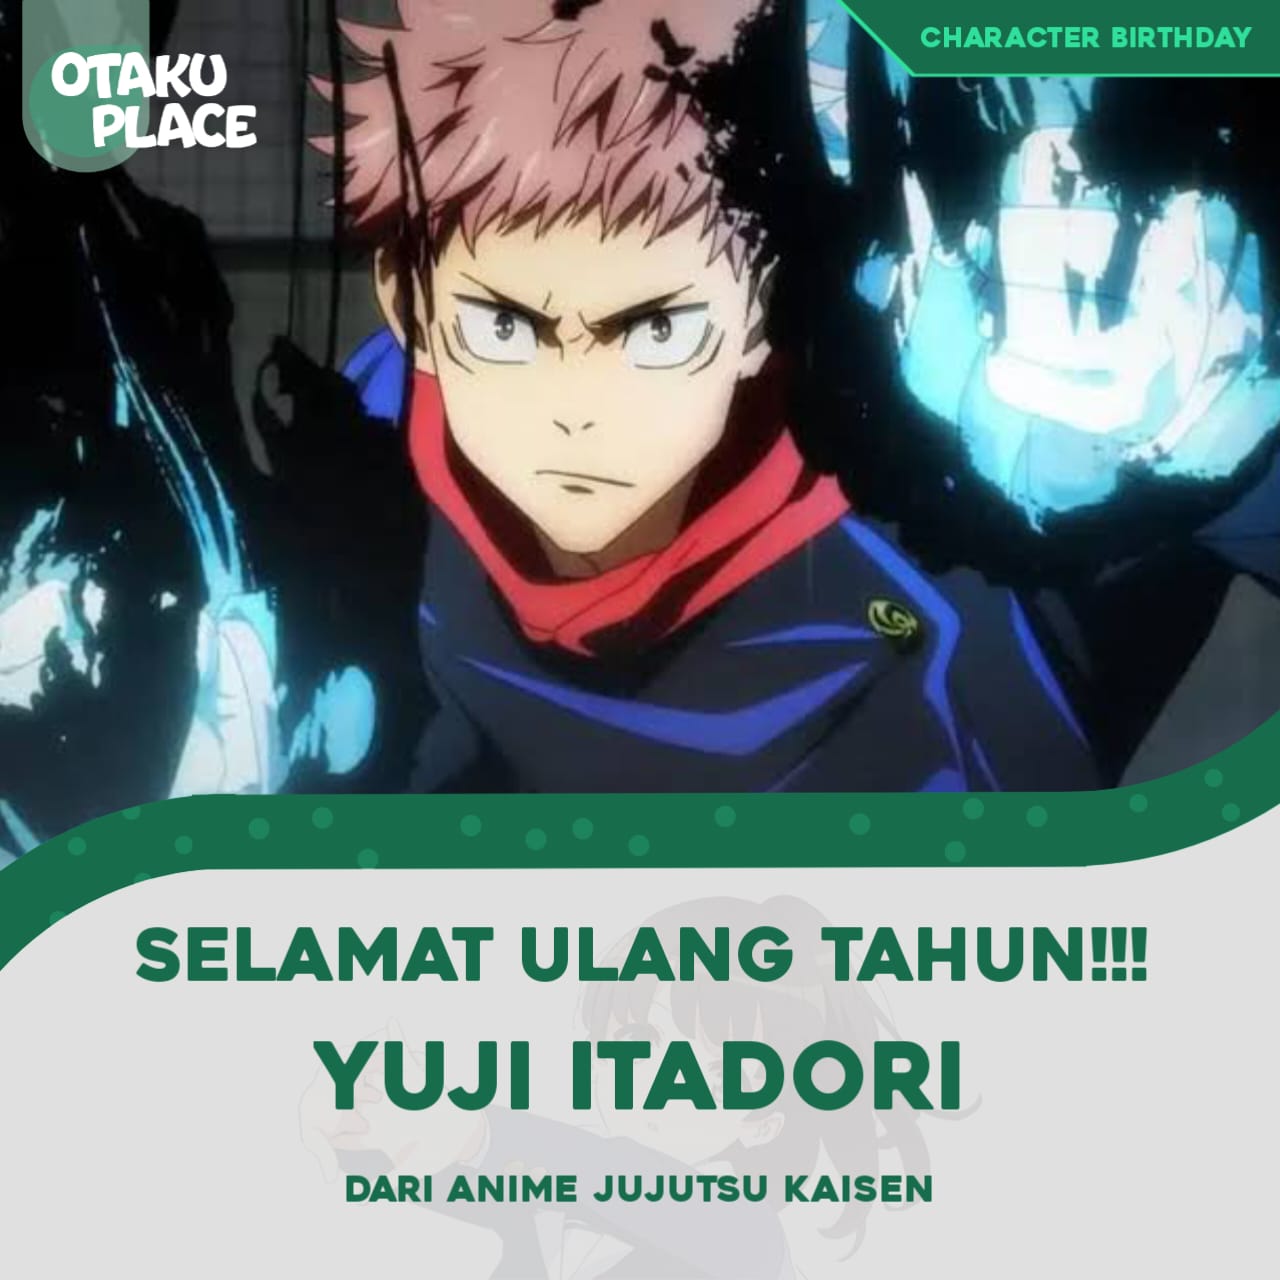 OTAKU
PLACE
CHARACTER BIRTHDAY
SELAMAT ULANG TAHUN!!!
YUJI ITADORI
DARI ANIME JUJUTSU KAISEN